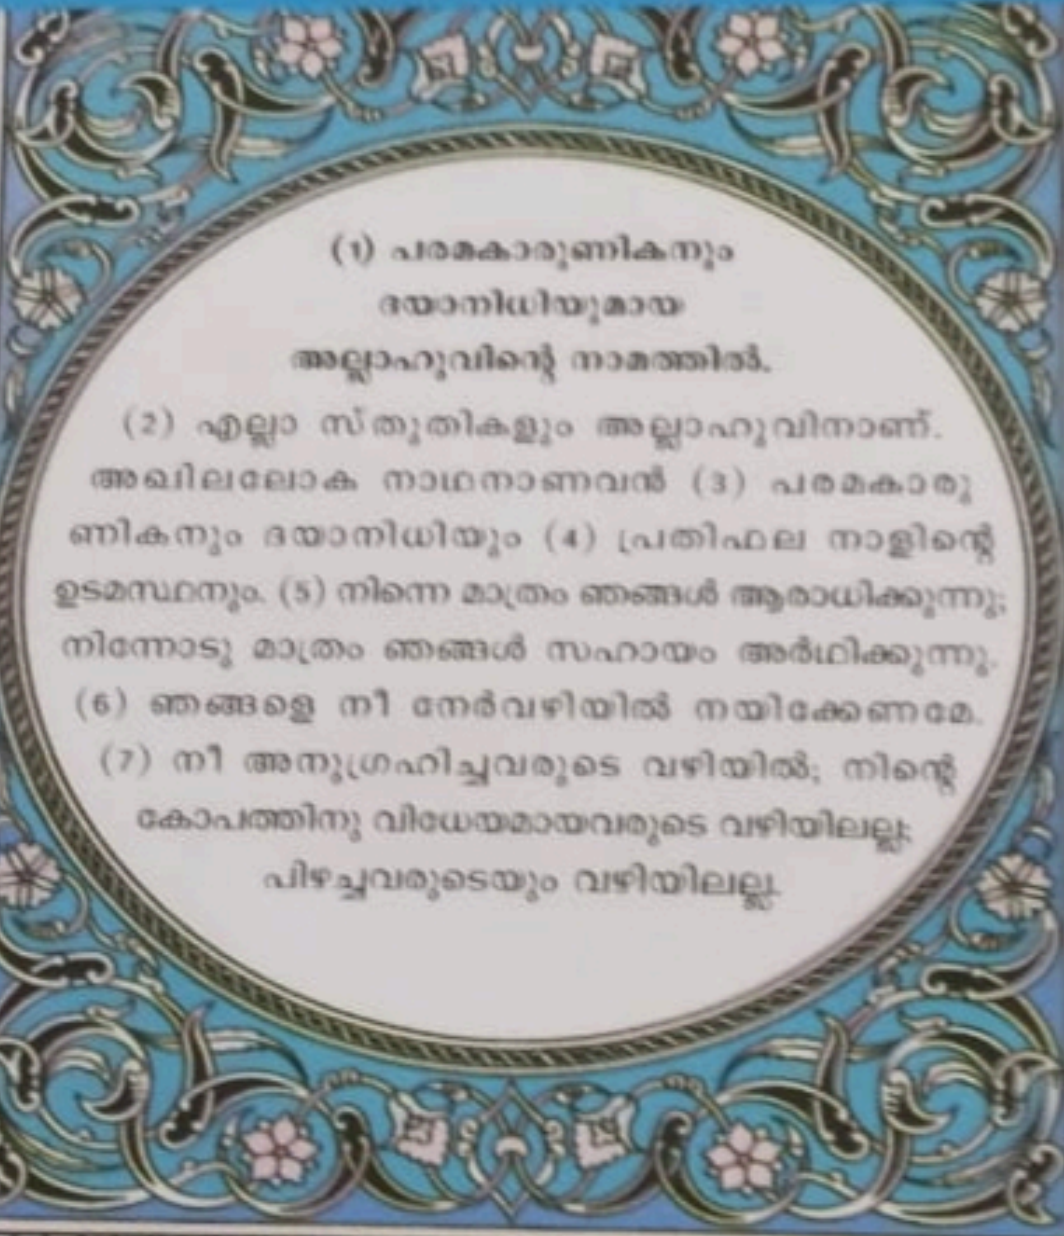 (1) പരമകാരുണികനും
ദയാനിധിയുമായ
അല്ലാഹുവിന്റെ നാമത്തിൽ.
(2) എല്ലാ സ്തുതികളും അല്ലാഹുവിനാണ്.
അഖിലലോക നാഥനാണവൻ (3) പരമകാരു
ണികനും ദയാനിധിയും (4) പ്രതിഫല നാളിന്റെ
ഉടമസ്ഥനും. (5) നിന്നെ മാത്രം ഞങ്ങൾ ആരാധിക്കുന്നു;
നിന്നോടു മാത്രം ഞങ്ങൾ സഹായം അർഥിക്കുന്നു.
(6) ഞങ്ങളെ നീ നേർവഴിയിൽ നയിക്കേണമേ.
(7) നീ അനുഗ്രഹിച്ചവരുടെ വഴിയിൽ; നിന്റെ
കോപത്തിനു വിധേയമായവരുടെ വഴിയിലല്ല;
പിഴച്ചവരുടെയും വഴിയിലല്ല.